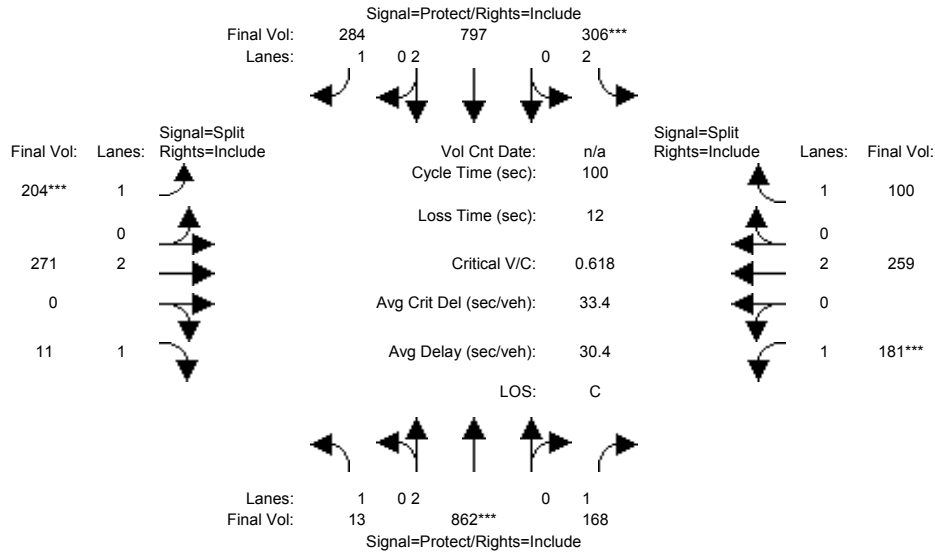 Signal=Protect/Rights=Include
Final Vol: 284 797 306***
Lanes: 1 0 2 0 2
Signal=Split
Final Vol: Lanes: Rights=Include
Vol Cnt Date: n/a
Signal=Split
Rights=Include Lanes: Final Vol:
Cycle Time (sec): 100
204*** 1
1 100
Loss Time (sec): 12
0
0
271 2
Critical V/C: 0.618
2 259
0
Avg Crit Del (sec/veh): 33.4
0
11 1
Avg Delay (sec/veh): 30.4
1 181***
LOS: C
Lanes: 1 0 2 0 1
Final Vol: 13 862*** 168
Signal=Protect/Rights=Include